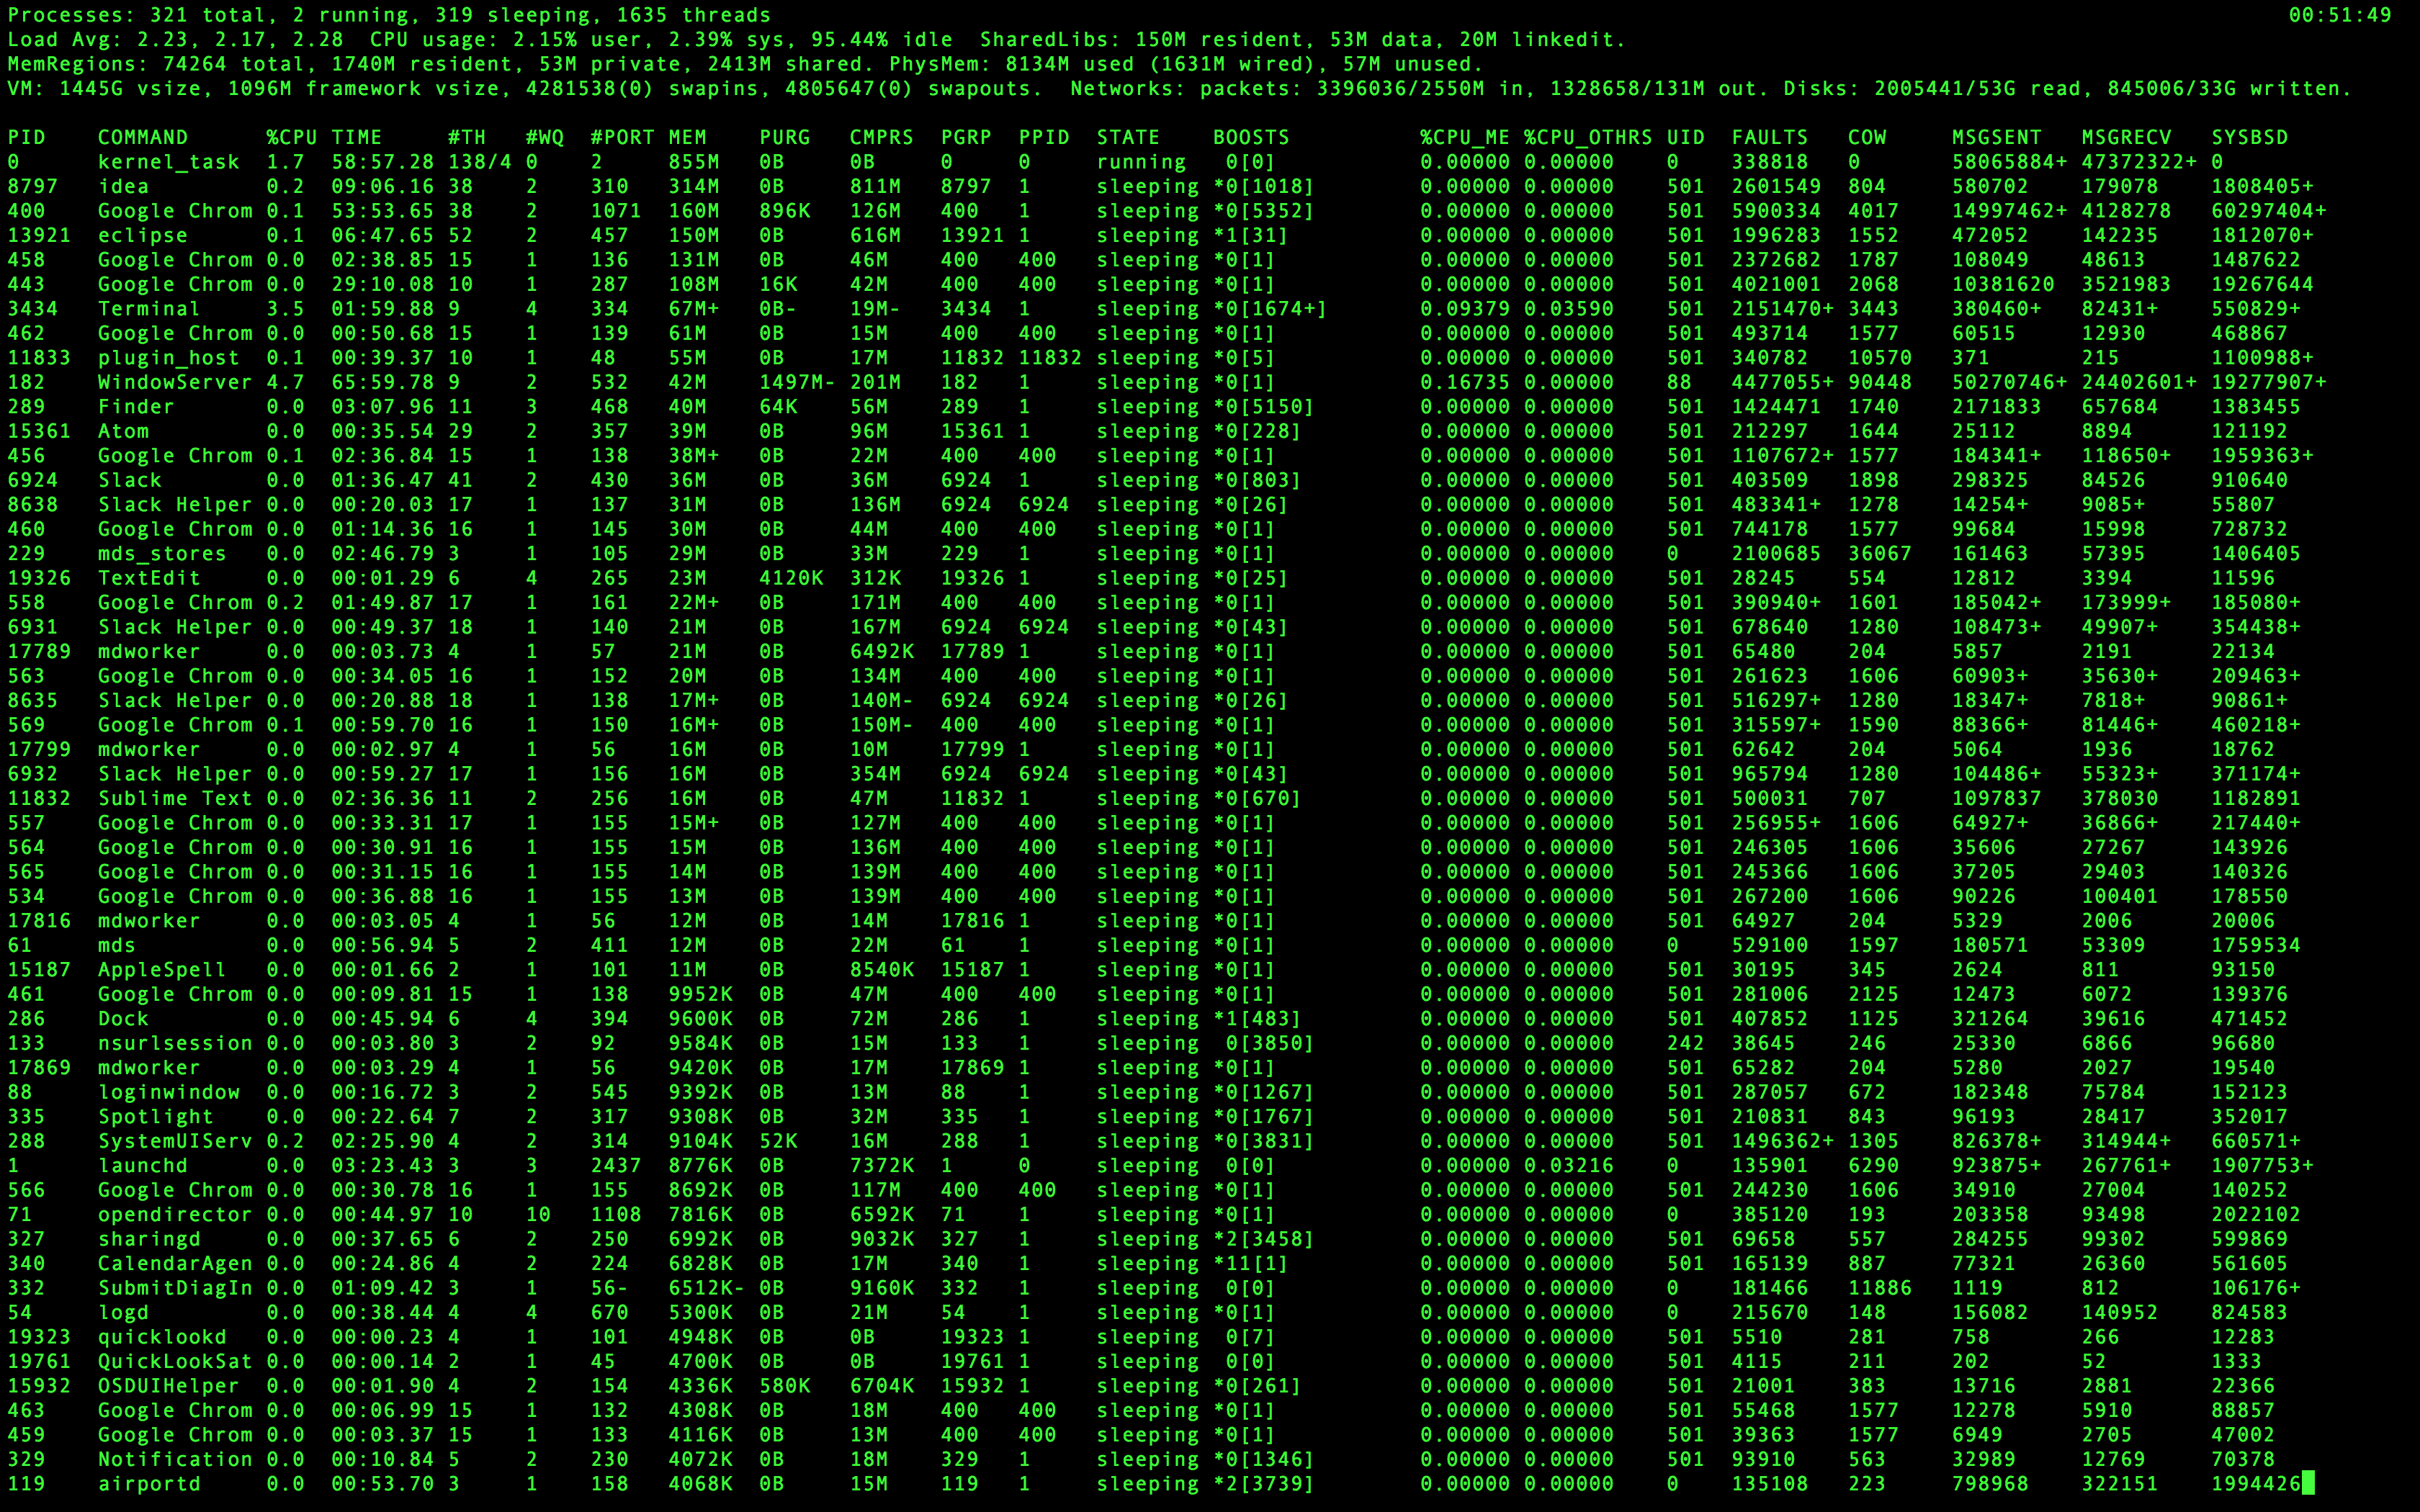 Processes: 321 total, 2 running, 319 sleeping, 1635 threads 00:51:49
Load Avg: 2.23, 2.17, 2.28  CPU usage: 2.15% user, 2.39% sys, 95.44% idle  SharedLibs: 150M resident, 53M data, 20M linkedit.
MemRegions: 74264 total, 1740M resident, 53M private, 2413M shared. PhysMem: 8134M used (1631M wired), 57M unused.
VM: 1445G vsize, 1096M framework vsize, 4281538(0) swapins, 4805647(0) swapouts.  Networks: packets: 3396036/2550M in, 1328658/131M out. Disks: 2005441/53G read, 845006/33G written.
PID COMMAND %CPU TIME #TH #WQ #PORT MEM PURG CMPRS PGRP PPID STATE BOOSTS %CPU_ME %CPU_OTHRS UID FAULTS COW MSGSENT MSGRECV SYSBSD
0 kernel_task 1.7 58:57.28 138/4 0 2 855M 0B 0B 0 0 running 0[0] 0.00000 0.00000 0 338818 0 58065884+ 47372322+ 0
8797 idea 0.2 09:06.16 38 2 310 314M 0B 811M 8797 1 sleeping *0[1018] 0.00000 0.00000 501 2601549 804 580702 179078 1808405+
400 Google Chrom 0.1 53:53.65 38 2 1071 160M 896K 126M 400 1 sleeping *0[5352] 0.00000 0.00000 501 5900334 4017 14997462+ 4128278 60297404+
13921 eclipse 0.1 06:47.65 52 2 457 150M 0B 616M 13921 1 sleeping *1[31] 0.00000 0.00000 501 1996283 1552 472052 142235 1812070+
458 Google Chrom 0.0 02:38.85 15 1 136 131M 0B 46M 400 400 sleeping *0[1] 0.00000 0.00000 501 2372682 1787 108049 48613 1487622
443 Google Chrom 0.0 29:10.08 10 1 287 108M 16K 42M 400 400 sleeping *0[1] 0.00000 0.00000 501 4021001 2068 10381620 3521983 19267644
3434 Terminal 3.5 01:59.88 9 4 334 67M+ 0B- 19M- 3434 1 sleeping *0[1674+] 0.09379 0.03590 501 2151470+ 3443 380460+ 82431+ 550829+
462 Google Chrom 0.0 00:50.68 15 1 139 61M 0B 15M 400 400 sleeping *0[1] 0.00000 0.00000 501 493714 1577 60515 12930 468867
11833 plugin_host 0.1 00:39.37 10 1 48 55M 0B 17M 11832 11832 sleeping *0[5] 0.00000 0.00000 501 340782 10570 371 215 1100988+
182 WindowServer 4.7 65:59.78 9 2 532 42M 1497M- 201M 182 1 sleeping *0[1] 0.16735 0.00000 88 4477055+ 90448 50270746+ 24402601+ 19277907+
289 Finder 0.0 03:07.96 11 3 468 40M 64K 56M 289 1 sleeping *0[5150] 0.00000 0.00000 501 1424471 1740 2171833 657684 1383455
15361 Atom 0.0 00:35.54 29 2 357 39M 0B 96M 15361 1 sleeping *0[228] 0.00000 0.00000 501 212297 1644 25112 8894 121192
456 Google Chrom 0.1 02:36.84 15 1 138 38M+ 0B 22M 400 400 sleeping *0[1] 0.00000 0.00000 501 1107672+ 1577 184341+ 118650+ 1959363+
6924 Slack 0.0 01:36.47 41 2 430 36M 0B 36M 6924 1 sleeping *0[803] 0.00000 0.00000 501 403509 1898 298325 84526 910640
8638 Slack Helper 0.0 00:20.03 17 1 137 31M 0B 136M 6924 6924 sleeping *0[26] 0.00000 0.00000 501 483341+ 1278 14254+ 9085+ 55807
460 Google Chrom 0.0 01:14.36 16 1 145 30M 0B 44M 400 400 sleeping *0[1] 0.00000 0.00000 501 744178 1577 99684 15998 728732
229 mds_stores 0.0 02:46.79 3 1 105 29M 0B 33M 229 1 sleeping *0[1] 0.00000 0.00000 0 2100685 36067 161463 57395 1406405
19326 TextEdit 0.0 00:01.29 6 4 265 23M 4120K 312K 19326 1 sleeping *0[25] 0.00000 0.00000 501 28245 554 12812 3394 11596
558 Google Chrom 0.2 01:49.87 17 1 161 22M+ 0B 171M 400 400 sleeping *0[1] 0.00000 0.00000 501 390940+ 1601 185042+ 173999+ 185080+
6931 Slack Helper 0.0 00:49.37 18 1 140 21M 0B 167M 6924 6924 sleeping *0[43] 0.00000 0.00000 501 678640 1280 108473+ 49907+ 354438+
17789 mdworker 0.0 00:03.73 4 1 57 21M 0B 6492K 17789 1 sleeping *0[1] 0.00000 0.00000 501 65480 204 5857 2191 22134
563 Google Chrom 0.0 00:34.05 16 1 152 20M 0B 134M 400 400 sleeping *0[1] 0.00000 0.00000 501 261623 1606 60903+ 35630+ 209463+
8635 Slack Helper 0.0 00:20.88 18 1 138 17M+ 0B 140M- 6924 6924 sleeping *0[26] 0.00000 0.00000 501 516297+ 1280 18347+ 7818+ 90861+
569 Google Chrom 0.1 00:59.70 16 1 150 16M+ 0B 150M- 400 400 sleeping *0[1] 0.00000 0.00000 501 315597+ 1590 88366+ 81446+ 460218+
17799 mdworker 0.0 00:02.97 4 1 56 16M 0B 10M 17799 1 sleeping *0[1] 0.00000 0.00000 501 62642 204 5064 1936 18762
6932 Slack Helper 0.0 00:59.27 17 1 156 16M 0B 354M 6924 6924 sleeping *0[43] 0.00000 0.00000 501 965794 1280 104486+ 55323+ 371174+
11832 Sublime Text 0.0 02:36.36 11 2 256 16M 0B 47M 11832 1 sleeping *0[670] 0.00000 0.00000 501 500031 707 1097837 378030 1182891
557 Google Chrom 0.0 00:33.31 17 1 155 15M+ 0B 127M 400 400 sleeping *0[1] 0.00000 0.00000 501 256955+ 1606 64927+ 36866+ 217440+
564 Google Chrom 0.0 00:30.91 16 1 155 15M 0B 136M 400 400 sleeping *0[1] 0.00000 0.00000 501 246305 1606 35606 27267 143926
565 Google Chrom 0.0 00:31.15 16 1 155 14M 0B 139M 400 400 sleeping *0[1] 0.00000 0.00000 501 245366 1606 37205 29403 140326
534 Google Chrom 0.0 00:36.88 16 1 155 13M 0B 139M 400 400 sleeping *0[1] 0.00000 0.00000 501 267200 1606 90226 100401 178550
17816 mdworker 0.0 00:03.05 4 1 56 12M 0B 14M 17816 1 sleeping *0[1] 0.00000 0.00000 501 64927 204 5329 2006 20006
61 mds 0.0 00:56.94 5 2 411 12M 0B 22M 61 1 sleeping *0[1] 0.00000 0.00000 0 529100 1597 180571 53309 1759534
15187 AppleSpell 0.0 00:01.66 2 1 101 11M 0B 8540K 15187 1 sleeping *0[1] 0.00000 0.00000 501 30195 345 2624 811 93150
461 Google Chrom 0.0 00:09.81 15 1 138 9952K 0B 47M 400 400 sleeping *0[1] 0.00000 0.00000 501 281006 2125 12473 6072 139376
286 Dock 0.0 00:45.94 6 4 394 9600K 0B 72M 286 1 sleeping *1[483] 0.00000 0.00000 501 407852 1125 321264 39616 471452
133 nsurlsession 0.0 00:03.80 3 2 92 9584K 0B 15M 133 1 sleeping 0[3850] 0.00000 0.00000 242 38645 246 25330 6866 96680
17869 mdworker 0.0 00:03.29 4 1 56 9420K 0B 17M 17869 1 sleeping *0[1] 0.00000 0.00000 501 65282 204 5280 2027 19540
88 loginwindow 0.0 00:16.72 3 2 545 9392K 0B 13M 88 1 sleeping *0[1267] 0.00000 0.00000 501 287057 672 182348 75784 152123
335 Spotlight 0.0 00:22.64 7 2 317 9308K 0B 32M 335 1 sleeping *0[1767] 0.00000 0.00000 501 210831 843 96193 28417 352017
288 SystemUIServ 0.2 02:25.90 4 2 314 9104K 52K 16M 288 1 sleeping *0[3831] 0.00000 0.00000 501 1496362+ 1305 826378+ 314944+ 660571+
1 launchd 0.0 03:23.43 3 3 2437 8776K 0B 7372K 1 0 sleeping 0[0] 0.00000 0.03216 0 135901 6290 923875+ 267761+ 1907753+
566 Google Chrom 0.0 00:30.78 16 1 155 8692K 0B 117M 400 400 sleeping *0[1] 0.00000 0.00000 501 244230 1606 34910 27004 140252
71 opendirector 0.0 00:44.97 10 10 1108 7816K 0B 6592K 71 1 sleeping *0[1] 0.00000 0.00000 0 385120 193 203358 93498 2022102
327 sharingd 0.0 00:37.65 6 2 250 6992K 0B 9032K 327 1 sleeping *2[3458] 0.00000 0.00000 501 69658 557 284255 99302 599869
340 CalendarAgen 0.0 00:24.86 4 2 224 6828K 0B 17M 340 1 sleeping *11[1] 0.00000 0.00000 501 165139 887 77321 26360 561605
332 SubmitDiagIn 0.0 01:09.42 3 1 56- 6512K- 0B 9160K 332 1 sleeping 0[0] 0.00000 0.00000 0 181466 11886 1119 812 106176+
54 logd 0.0 00:38.44 4 4 670 5300K 0B 21M 54 1 sleeping *0[1] 0.00000 0.00000 0 215670 148 156082 140952 824583
19323 quicklookd 0.0 00:00.23 4 1 101 4948K 0B 0B 19323 1 sleeping 0[7] 0.00000 0.00000 501 5510 281 758 266 12283
19761 QuickLookSat 0.0 00:00.14 2 1 45 4700K 0B 0B 19761 1 sleeping 0[0] 0.00000 0.00000 501 4115 211 202 52 1333
15932 OSDUIHelper 0.0 00:01.90 4 2 154 4336K 580K 6704K 15932 1 sleeping *0[261] 0.00000 0.00000 501 21001 383 13716 2881 22366
463 Google Chrom 0.0 00:06.99 15 1 132 4308K 0B 18M 400 400 sleeping *0[1] 0.00000 0.00000 501 55468 1577 12278 5910 88857
459 Google Chrom 0.0 00:03.37 15 1 133 4116K 0B 13M 400 400 sleeping *0[1] 0.00000 0.00000 501 39363 1577 6949 2705 47002
329 Notification 0.0 00:10.84 5 2 230 4072K 0B 18M 329 1 sleeping *0[1346] 0.00000 0.00000 501 93910 563 32989 12769 70378
119 airportd 0.0 00:53.70 3 1 158 4068K 0B 15M 119 1 sleeping *2[3739] 0.00000 0.00000 0 135108 223 798968 322151 1994426